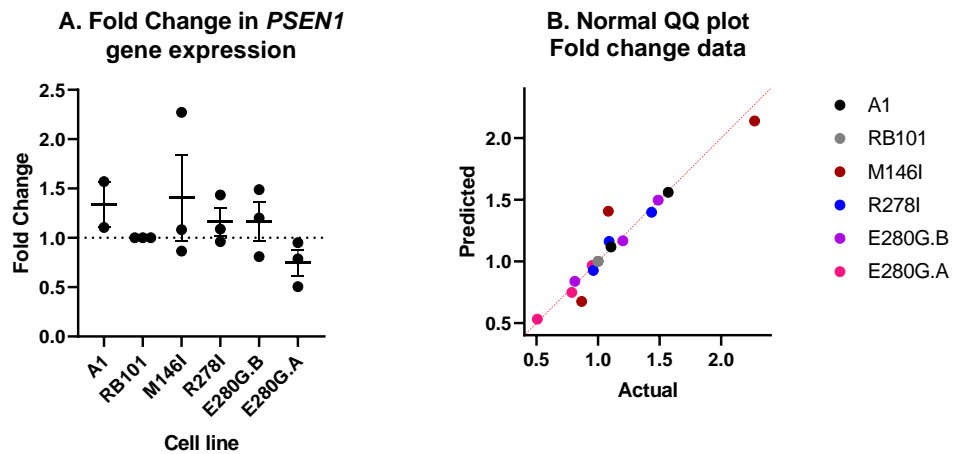 A. Fold Change in PSEN1
gene expression
Fold Change
2.5
2.0
1.5
1.0
0.5
0.0
A1
RB101
M146I
R278I
E280G.B
E280G.A
Cell line
B. Normal QQ plot
Fold change data
Predicted
2.0
1.5
1.0
0.5
0.5
1.0
1.5
2.0
Actual
A1
RB101
M146I
R278I
E280G.B
E280G.A